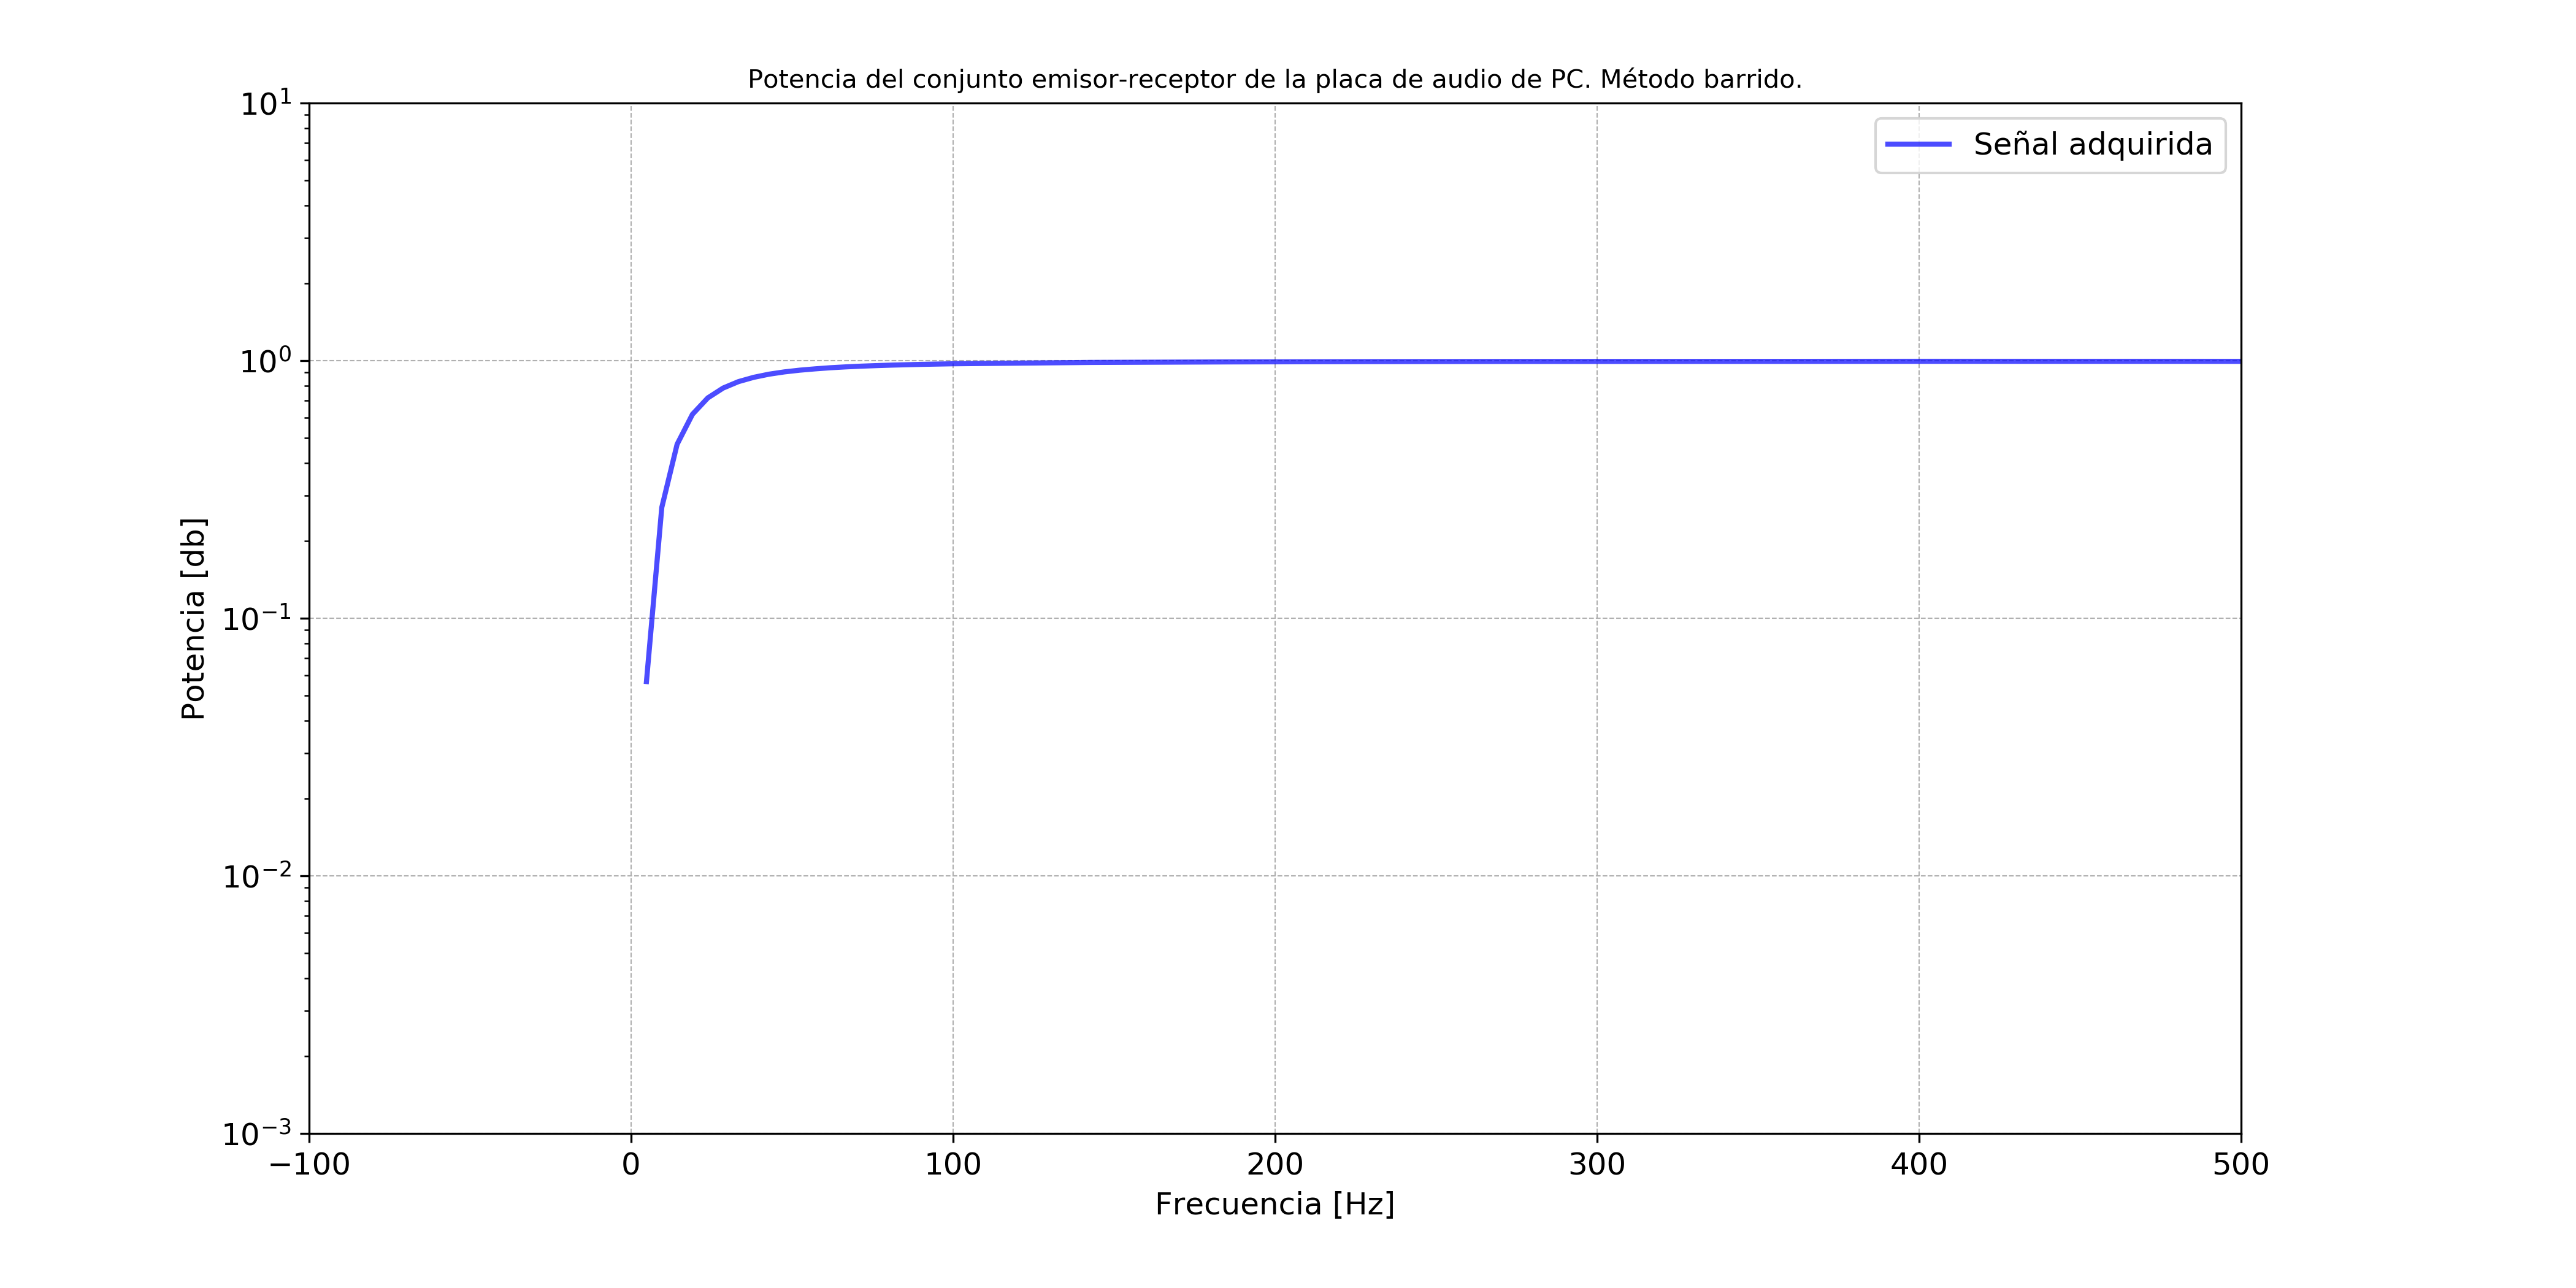 Potencia del conjunto emisor-receptor de la placa de audio de PC. Método barrido.
Señal adquirida
Potencia [db]
10¹
10⁰
10⁻¹
10⁻²
10⁻³
−100 0 100 200 300 400 500
Frecuencia [Hz]